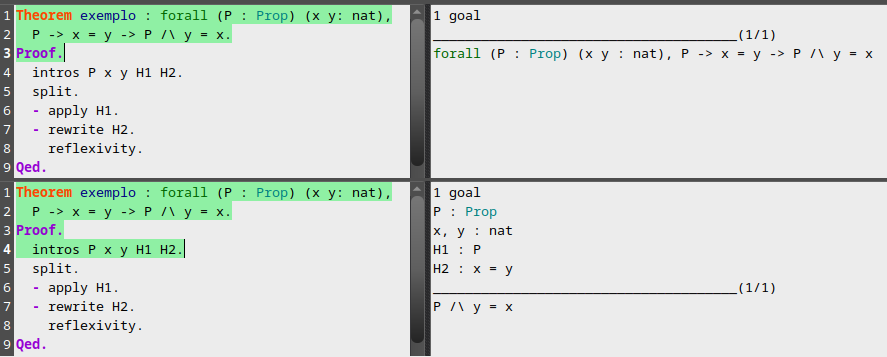 1 Theorem exemplo : forall (P : Prop) (x y: nat),
2 P -> x = y -> P /\ y = x.
3 Proof.
4 intros P x y H1 H2.
5 split.
6 - apply H1.
7 - rewrite H2.
8 reflexivity.
9 Qed.
1 goal
(1/1)
forall (P : Prop) (x y : nat), P -> x = y -> P /\ y = x
1 Theorem exemplo : forall (P : Prop) (x y: nat),
2 P -> x = y -> P /\ y = x.
3 Proof.
4 intros P x y H1 H2.
5 split.
6 - apply H1.
7 - rewrite H2.
8 reflexivity.
9 Qed.
1 goal
P : Prop
x, y : nat
H1 : P
H2 : x = y
(1/1)
P /\ y = x